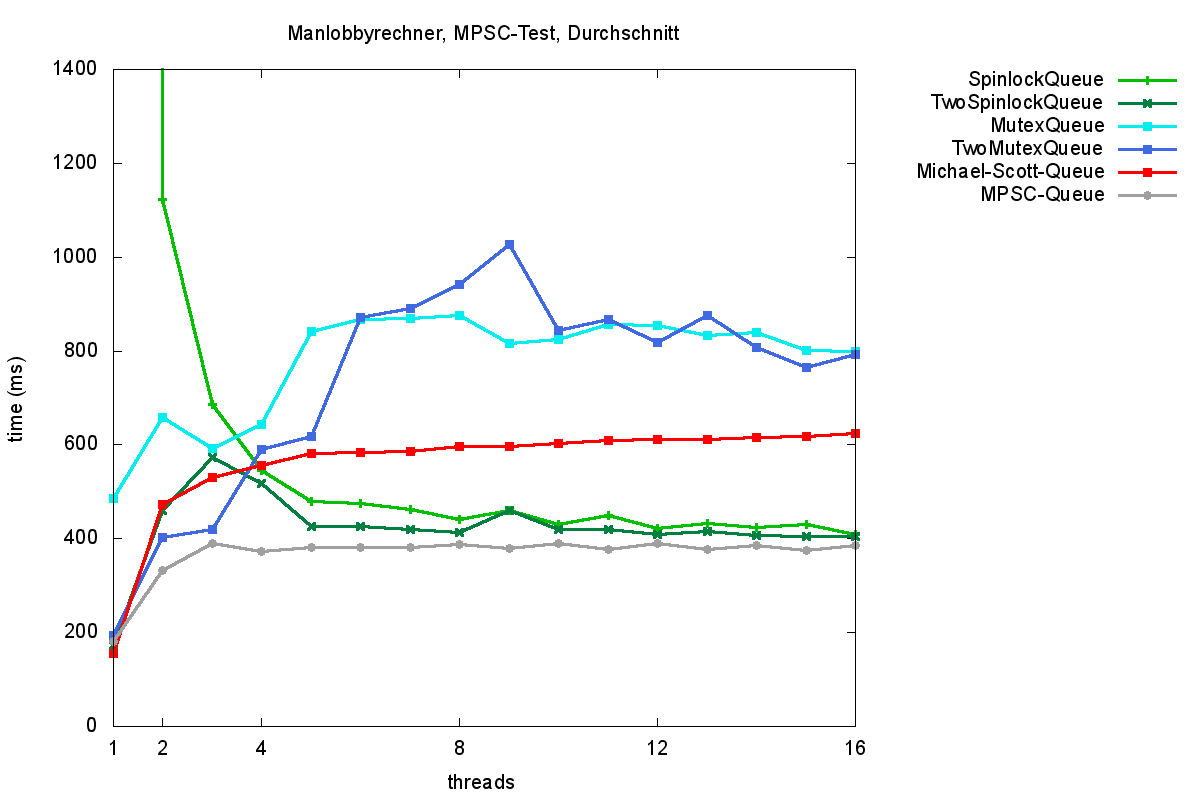 Manlobbyrechner, MPSC-Test, Durchschnitt
SpinlockQueue
TwoSpinlockQueue
MutexQueue
TwoMutexQueue
Michael-Scott-Queue
MPSC-Queue
time (ms)
1400
1200
1000
800
600
400
200
0
1 2 4 8 12 16
threads